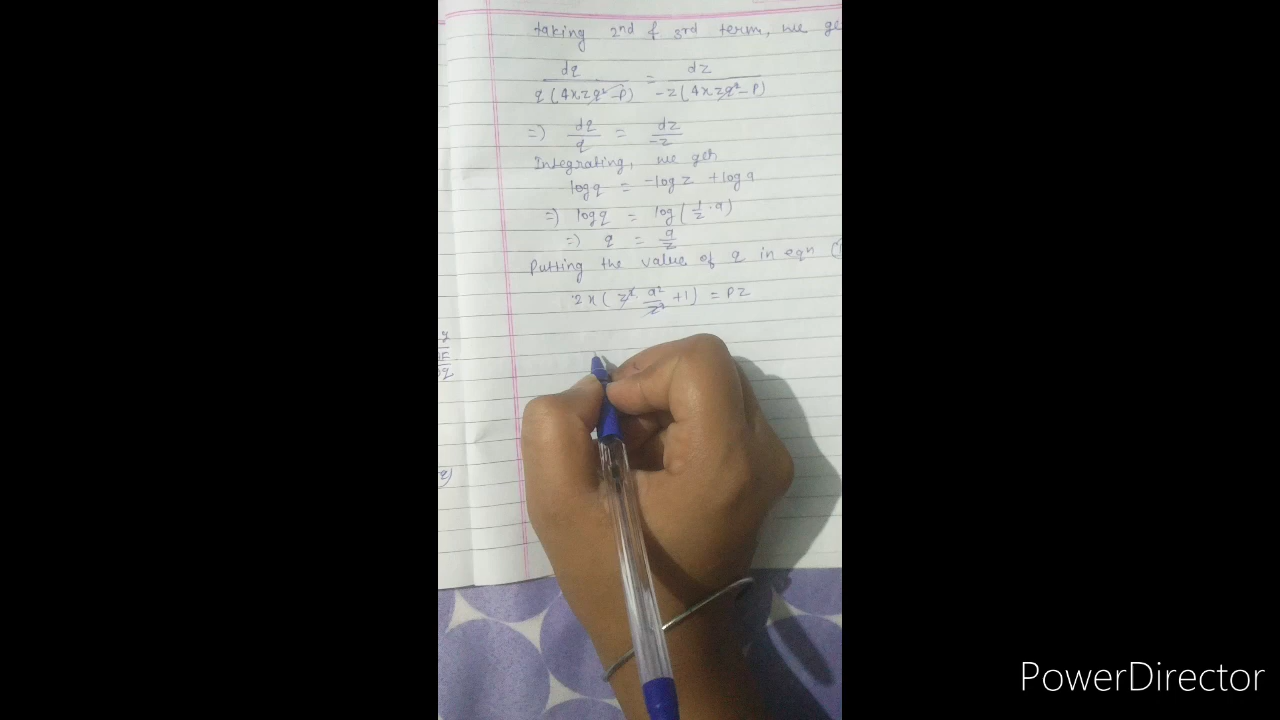 taking 2nd & 3rd term, we ge
dq / q(4xzq²-p) = dz / -z(4xzq²-p)
=) dq/q = dz/-z
Integrating, we get
log q = -log z + log a
=) log q = log(1/z · a)
=) q = a/z
Putting the value of q in eqn (1
2x(z² · a²/z² + 1) = pz
PowerDirector